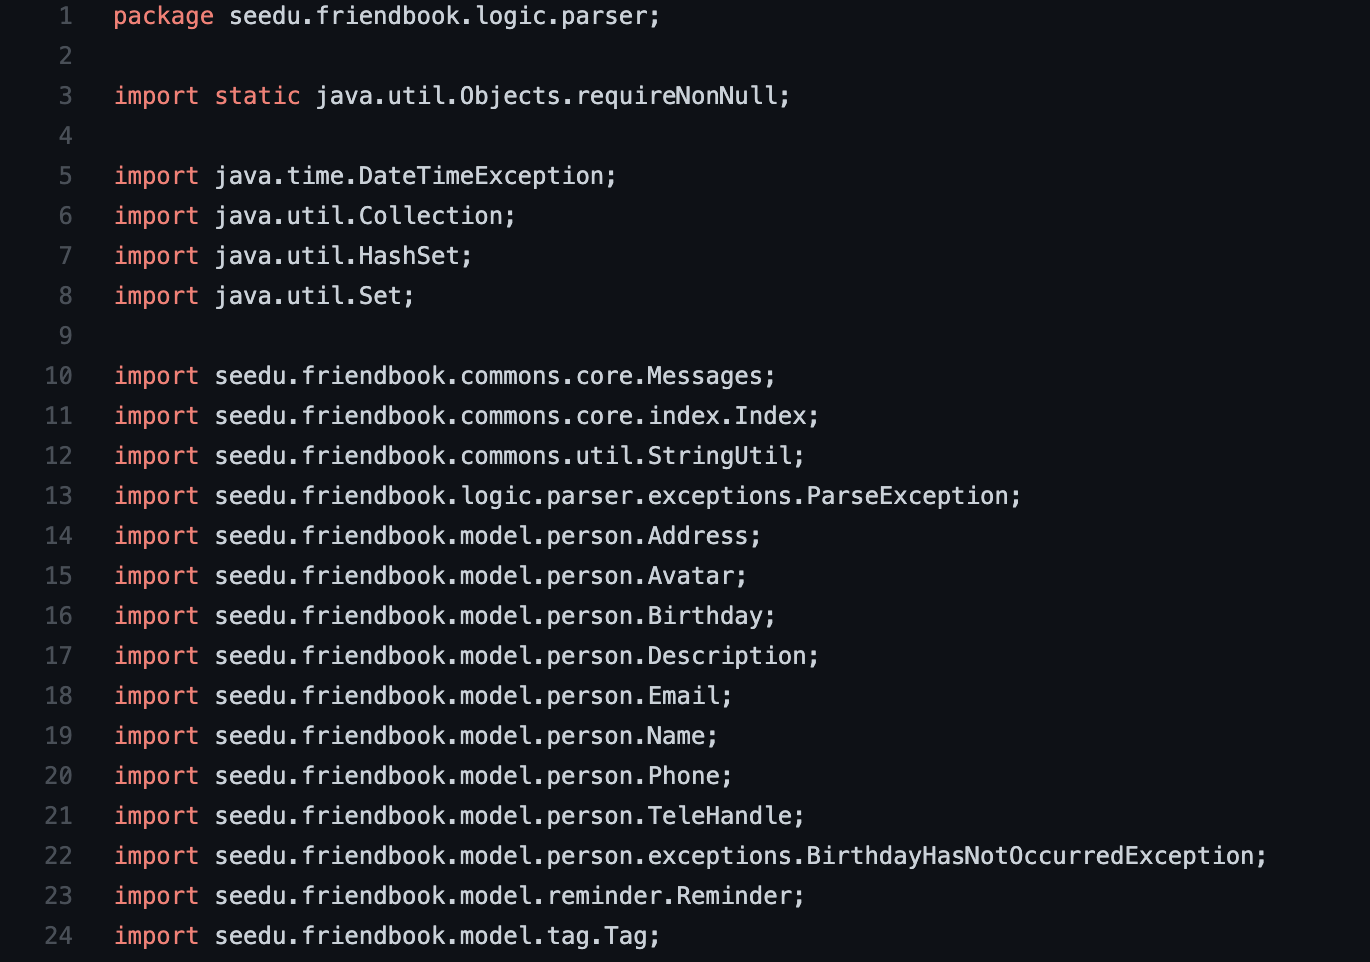 1 package seedu.friendbook.logic.parser;
2
3 import static java.util.Objects.requireNonNull;
4
5 import java.time.DateTimeException;
6 import java.util.Collection;
7 import java.util.HashSet;
8 import java.util.Set;
9
10 import seedu.friendbook.commons.core.Messages;
11 import seedu.friendbook.commons.core.index.Index;
12 import seedu.friendbook.commons.util.StringUtil;
13 import seedu.friendbook.logic.parser.exceptions.ParseException;
14 import seedu.friendbook.model.person.Address;
15 import seedu.friendbook.model.person.Avatar;
16 import seedu.friendbook.model.person.Birthday;
17 import seedu.friendbook.model.person.Description;
18 import seedu.friendbook.model.person.Email;
19 import seedu.friendbook.model.person.Name;
20 import seedu.friendbook.model.person.Phone;
21 import seedu.friendbook.model.person.TeleHandle;
22 import seedu.friendbook.model.person.exceptions.BirthdayHasNotOccurredException;
23 import seedu.friendbook.model.reminder.Reminder;
24 import seedu.friendbook.model.tag.Tag;